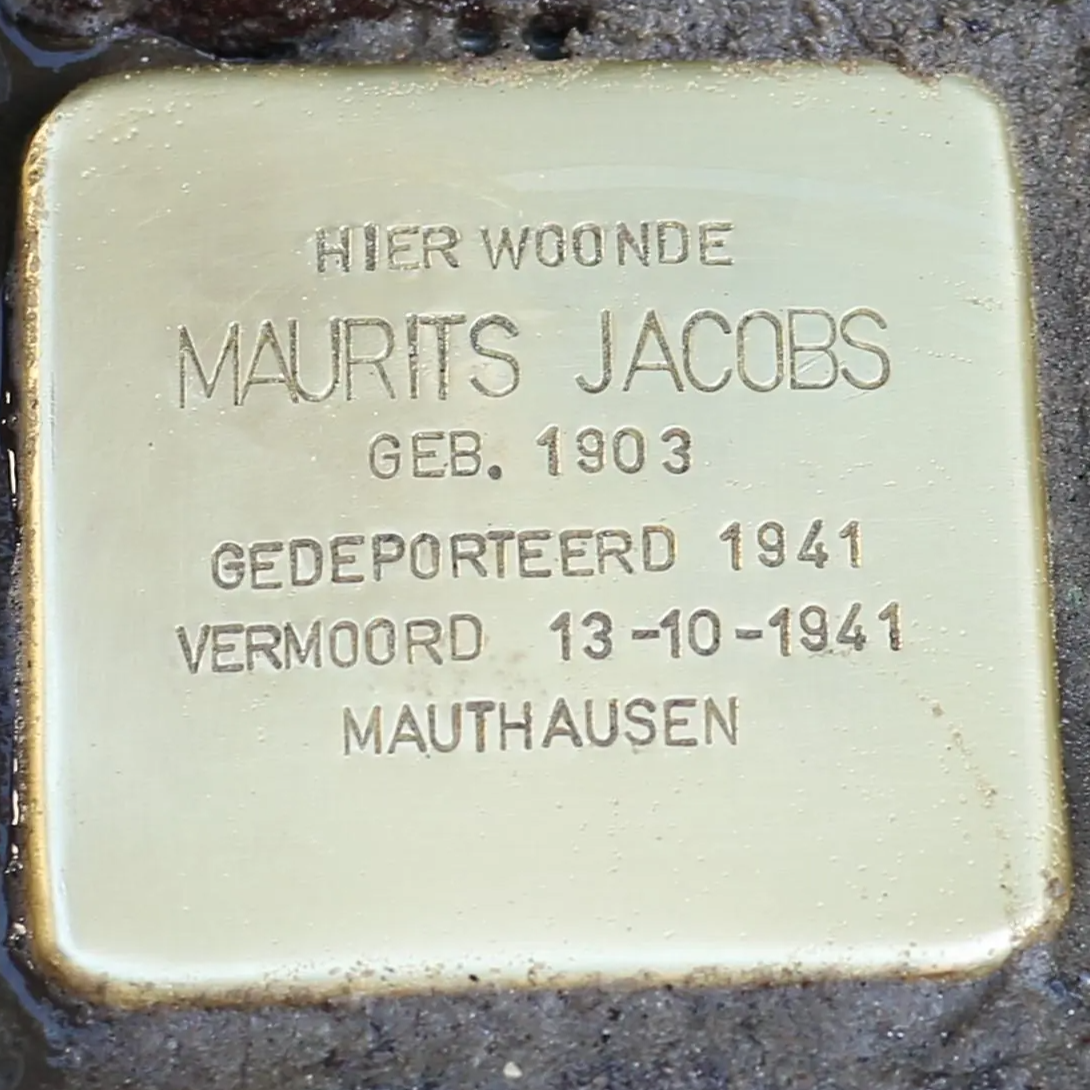 HIER WOONDE
MAURITS JACOBS
GEB. 1903
GEDEPORTEERD 1941
VERMOORD 13-10-1941
MAUTHAUSEN